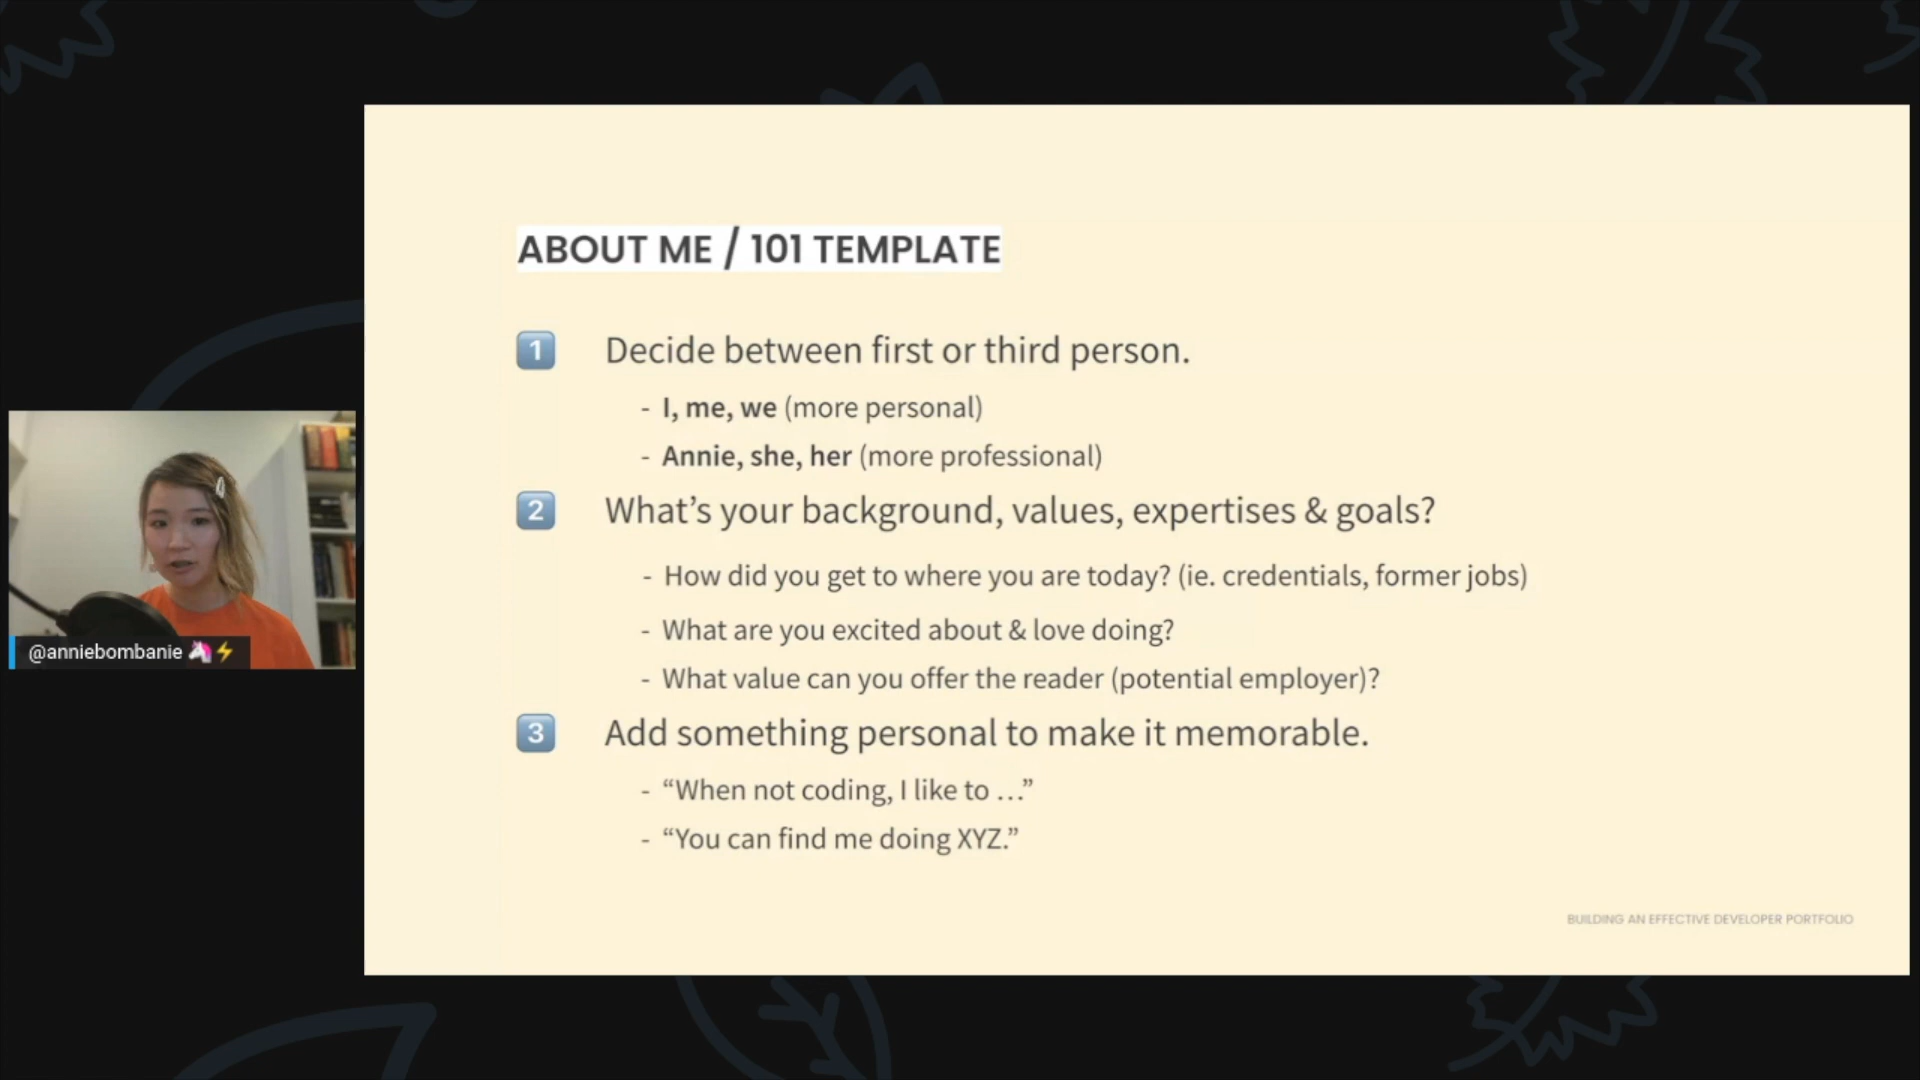 ABOUT ME / 101 TEMPLATE
1 Decide between first or third person.
- I, me, we (more personal)
- Annie, she, her (more professional)
2 What’s your background, values, expertises & goals?
- How did you get to where you are today? (ie. credentials, former jobs)
- What are you excited about & love doing?
- What value can you offer the reader (potential employer)?
3 Add something personal to make it memorable.
- “When not coding, I like to …”
- “You can find me doing XYZ.”
BUILDING AN EFFECTIVE DEVELOPER PORTFOLIO
@anniebombanie 🦄⚡